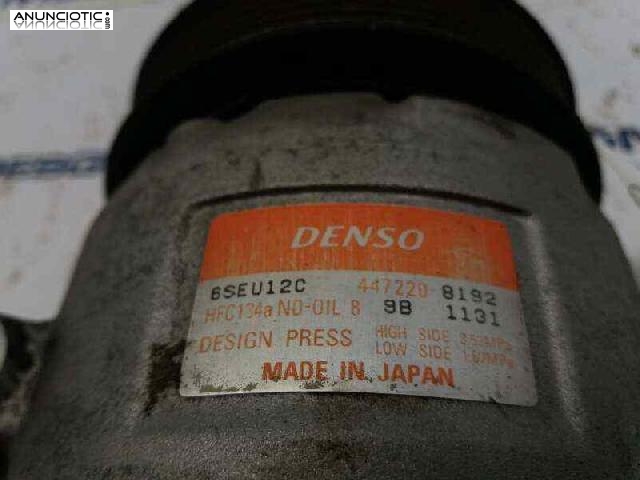 ANUNCIOTIC
DENSO
6SEU12C 447220 8192
HFC134a ND-OIL 8 9B 1131
DESIGN PRESS HIGH SIDE
LOW SIDE
MADE IN JAPAN